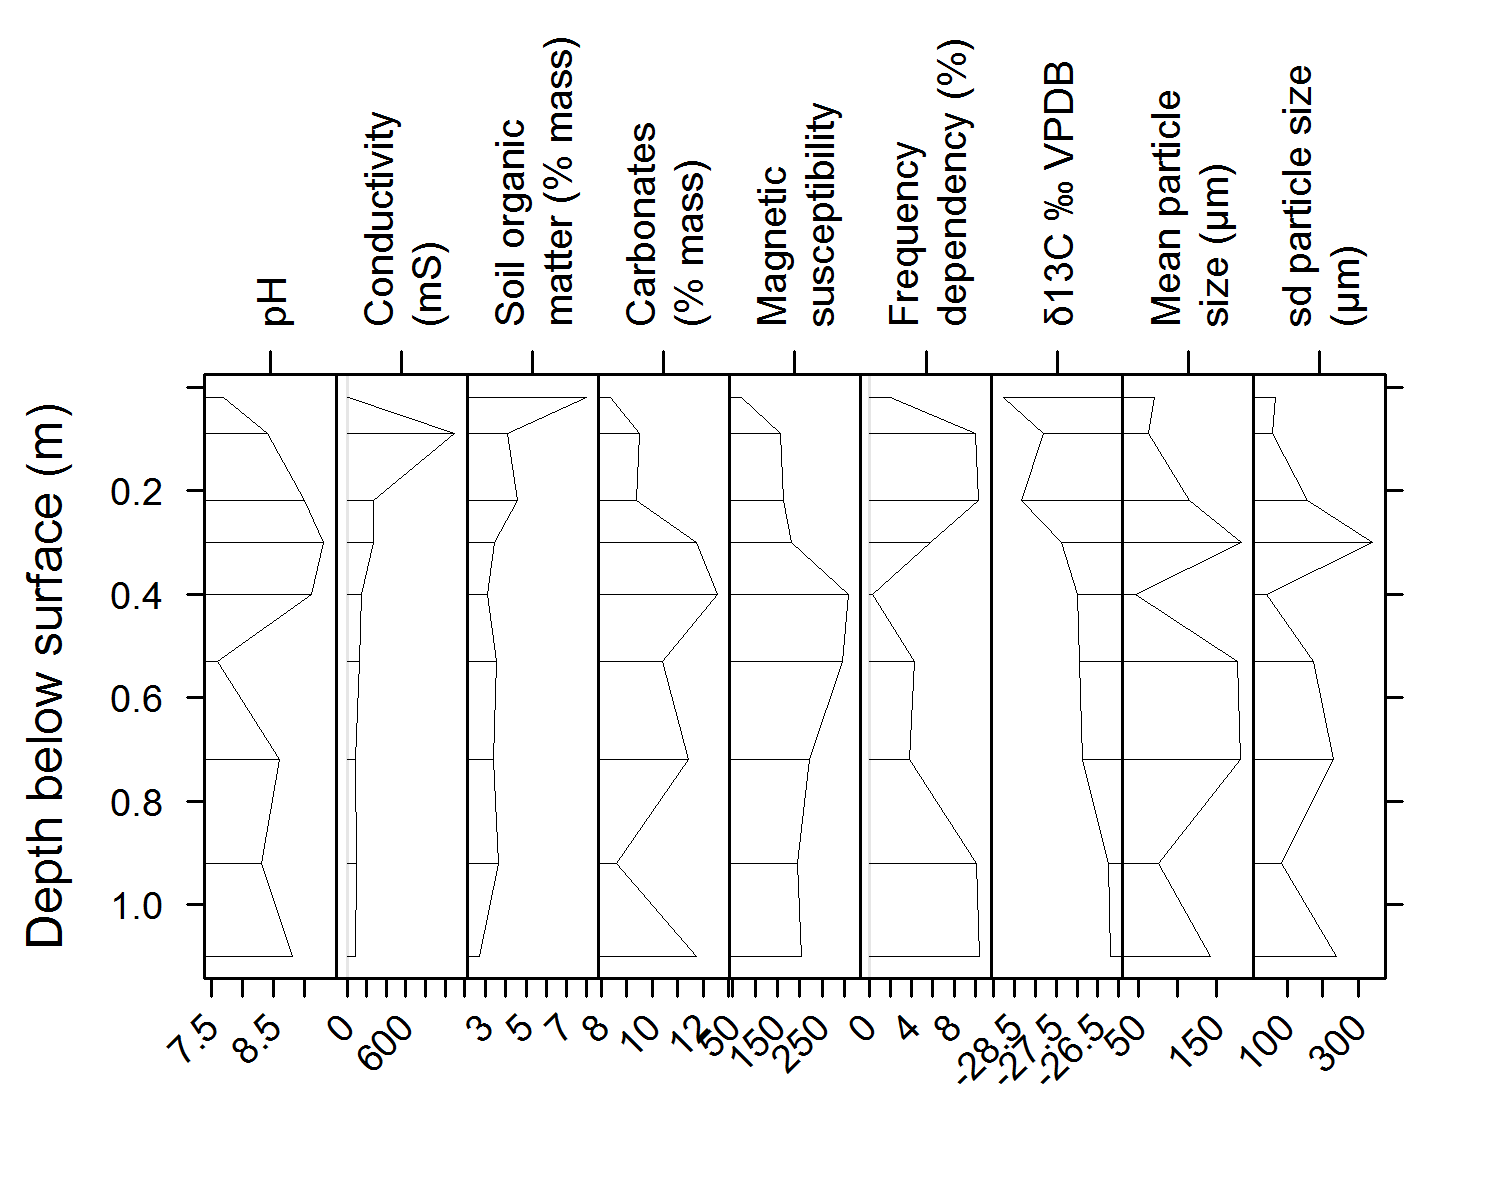 pH
Conductivity
(mS)
Soil organic
matter (% mass)
Carbonates
(% mass)
Magnetic
susceptibility
Frequency
dependency (%)
δ13C ‰ VPDB
Mean particle
size (μm)
sd particle size
(μm)
Depth below surface (m)
0.2
0.4
0.6
0.8
1.0
7.5 8.5 0 600 3 5 7 8 10 12 50 150 250 0 4 8 -28.5 -27.5 -26.5 50 150 100 300